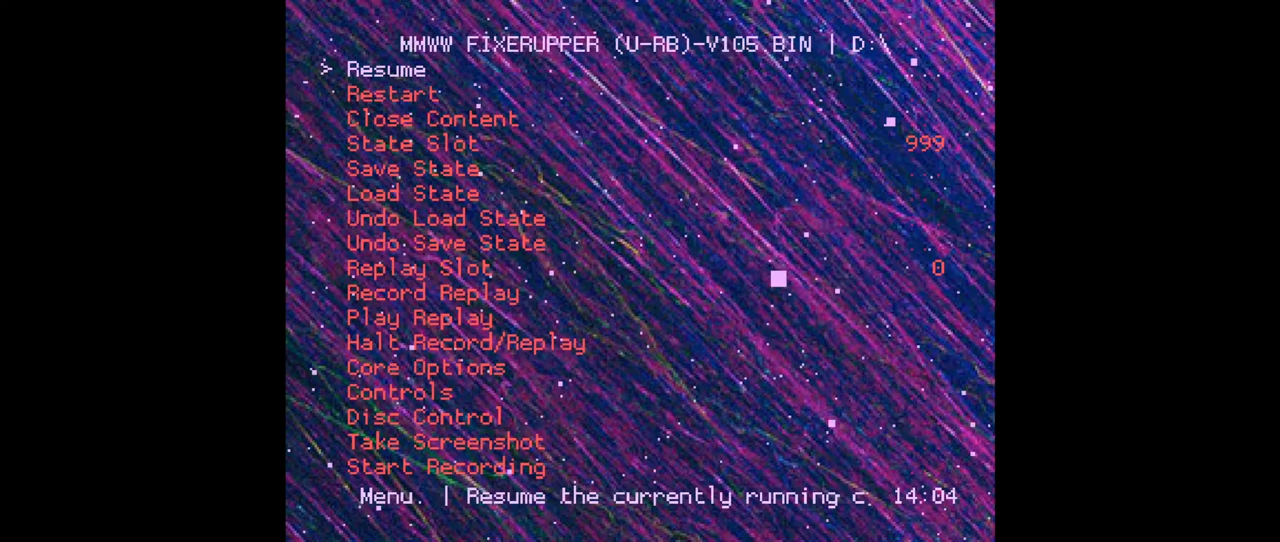 MMWW FIXERUPPER (U-RB)-V105.BIN | D:\
> Resume
Restart
Close Content
State Slot 999
Save State
Load State
Undo Load State
Undo Save State
Replay Slot 0
Record Replay
Play Replay
Halt Record/Replay
Core Options
Controls
Disc Control
Take Screenshot
Start Recording
Menu. | Resume the currently running c 14:04